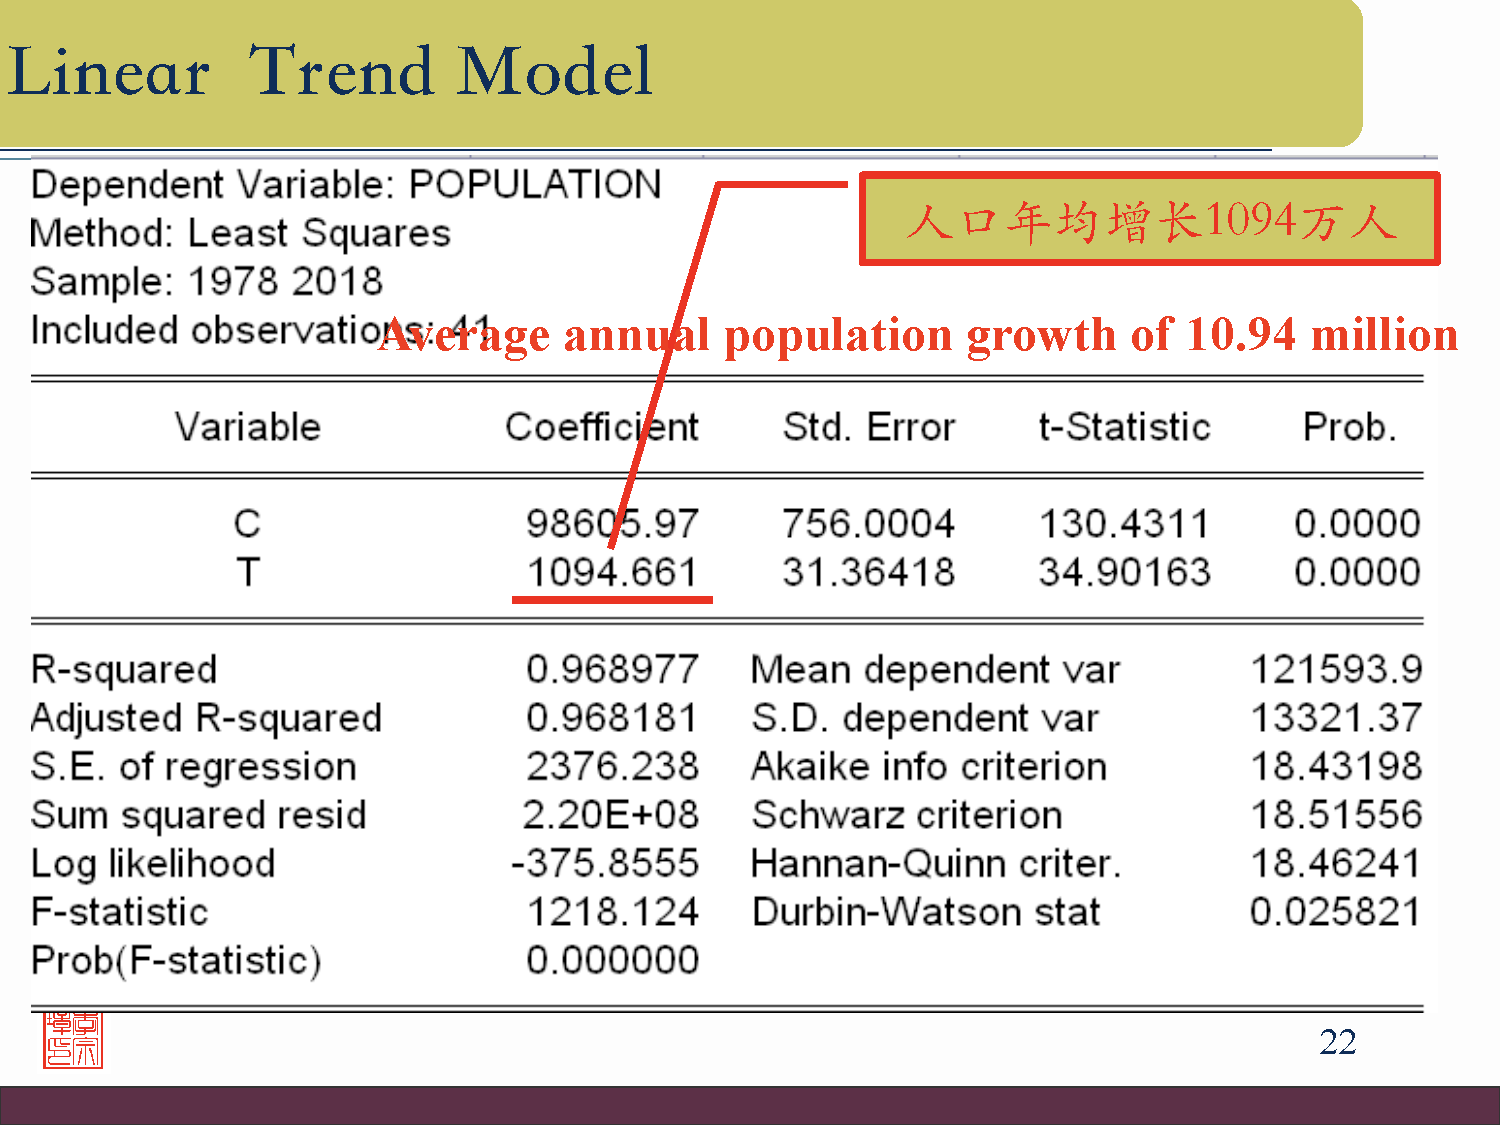 Linear Trend Model
Dependent Variable: POPULATION
人口年均增长1094万人
Method: Least Squares
Sample: 1978 2018
Included observations: 41
Average annual population growth of 10.94 million
Variable Coefficient Std. Error t-Statistic Prob.
C 98605.97 756.0004 130.4311 0.0000
T 1094.661 31.36418 34.90163 0.0000
R-squared 0.968977 Mean dependent var 121593.9
Adjusted R-squared 0.968181 S.D. dependent var 13321.37
S.E. of regression 2376.238 Akaike info criterion 18.43198
Sum squared resid 2.20E+08 Schwarz criterion 18.51556
Log likelihood -375.8555 Hannan-Quinn criter. 18.46241
F-statistic 1218.124 Durbin-Watson stat 0.025821
Prob(F-statistic) 0.000000
22